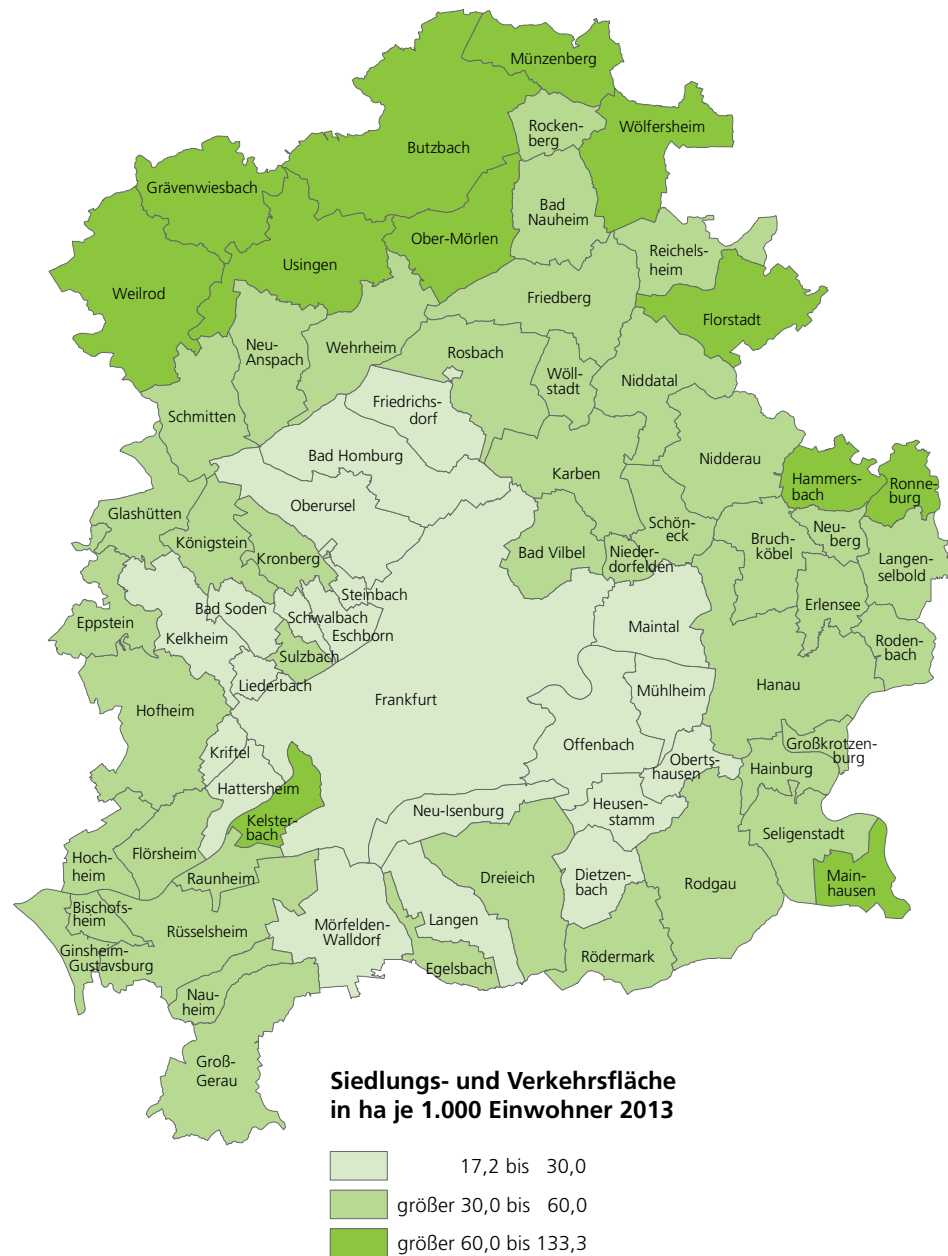 Münzenberg
Rocken-
berg
Wölfersheim
Butzbach
Grävenwiesbach
Bad
Nauheim
Ober-Mörlen
Reichels-
heim
Usingen
Weilrod
Friedberg
Florstadt
Neu-
Anspach
Wehrheim
Rosbach
Wöll-
stadt
Niddatal
Schmitten
Friedrichs-
dorf
Bad Homburg
Nidderau
Karben
Hammers-
bach
Ronne-
burg
Oberursel
Glashütten
Königstein
Kronberg
Schön-
eck
Bad Vilbel
Nieder-
dorfelden
Bruch-
köbel
Neu-
berg
Langen-
selbold
Steinbach
Bad Soden
Schwalbach
Eschborn
Erlensee
Eppstein
Kelkheim
Maintal
Sulzbach
Roden-
bach
Liederbach
Mühlheim
Hanau
Frankfurt
Hofheim
Offenbach
Großkrotzen-
burg
Kriftel
Oberts-
hausen
Hainburg
Hattersheim
Neu-Isenburg
Heusen-
stamm
Kelster-
bach
Seligenstadt
Hoch-
heim
Flörsheim
Raunheim
Dreieich
Dietzen-
bach
Rodgau
Main-
hausen
Bischofs-
heim
Rüsselsheim
Mörfelden-
Walldorf
Langen
Ginsheim-
Gustavsburg
Egelsbach
Rödermark
Nau-
heim
Groß-
Gerau
Siedlungs- und Verkehrsfläche
in ha je 1.000 Einwohner 2013
17,2 bis 30,0
größer 30,0 bis 60,0
größer 60,0 bis 133,3